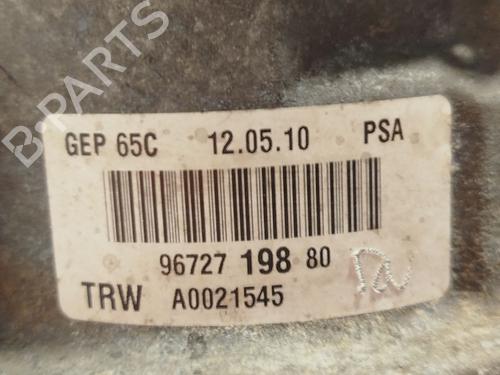 B-PARTS
GEP 65C 12.05.10 PSA
96727 198 80
TRW A0021545